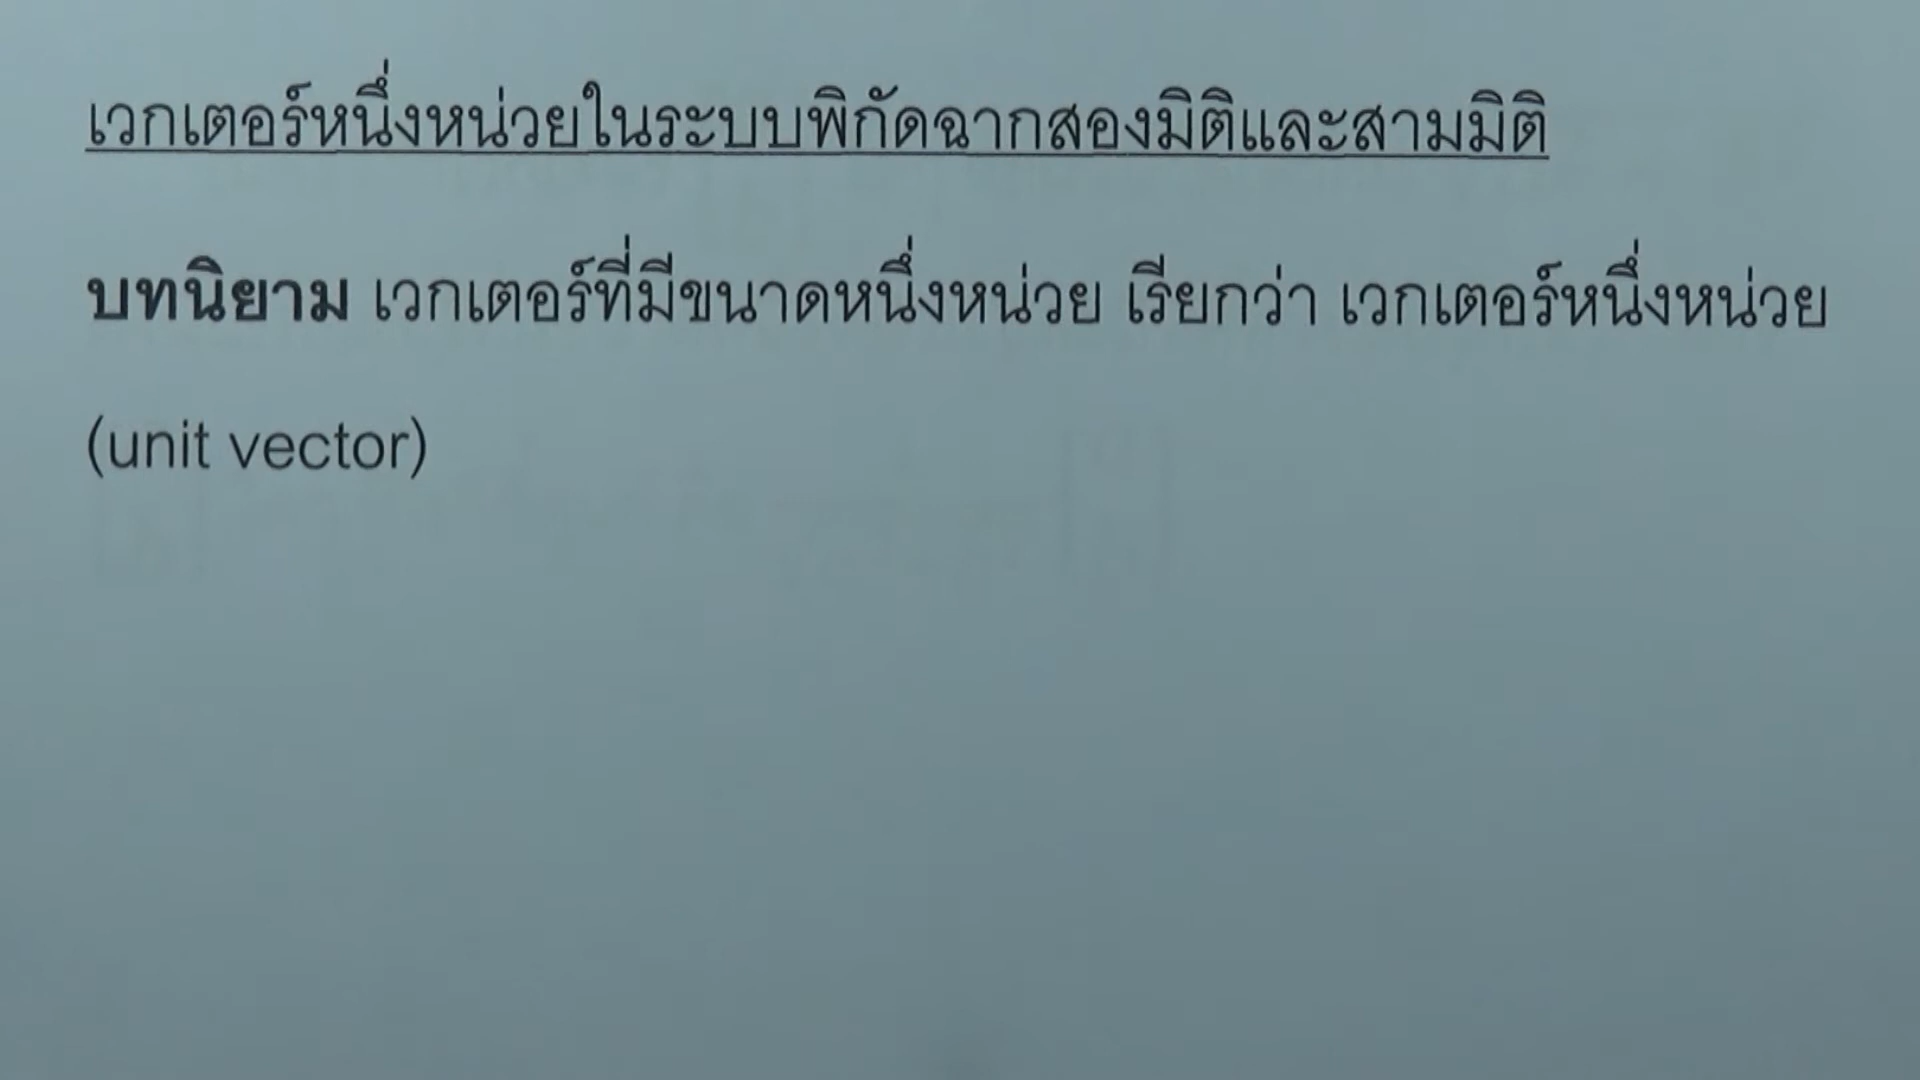 เวกเตอร์หนึ่งหน่วยในระบบพิกัดฉากสองมิติและสามมิติ
บทนิยาม เวกเตอร์ที่มีขนาดหนึ่งหน่วย เรียกว่า เวกเตอร์หนึ่งหน่วย
(unit vector)